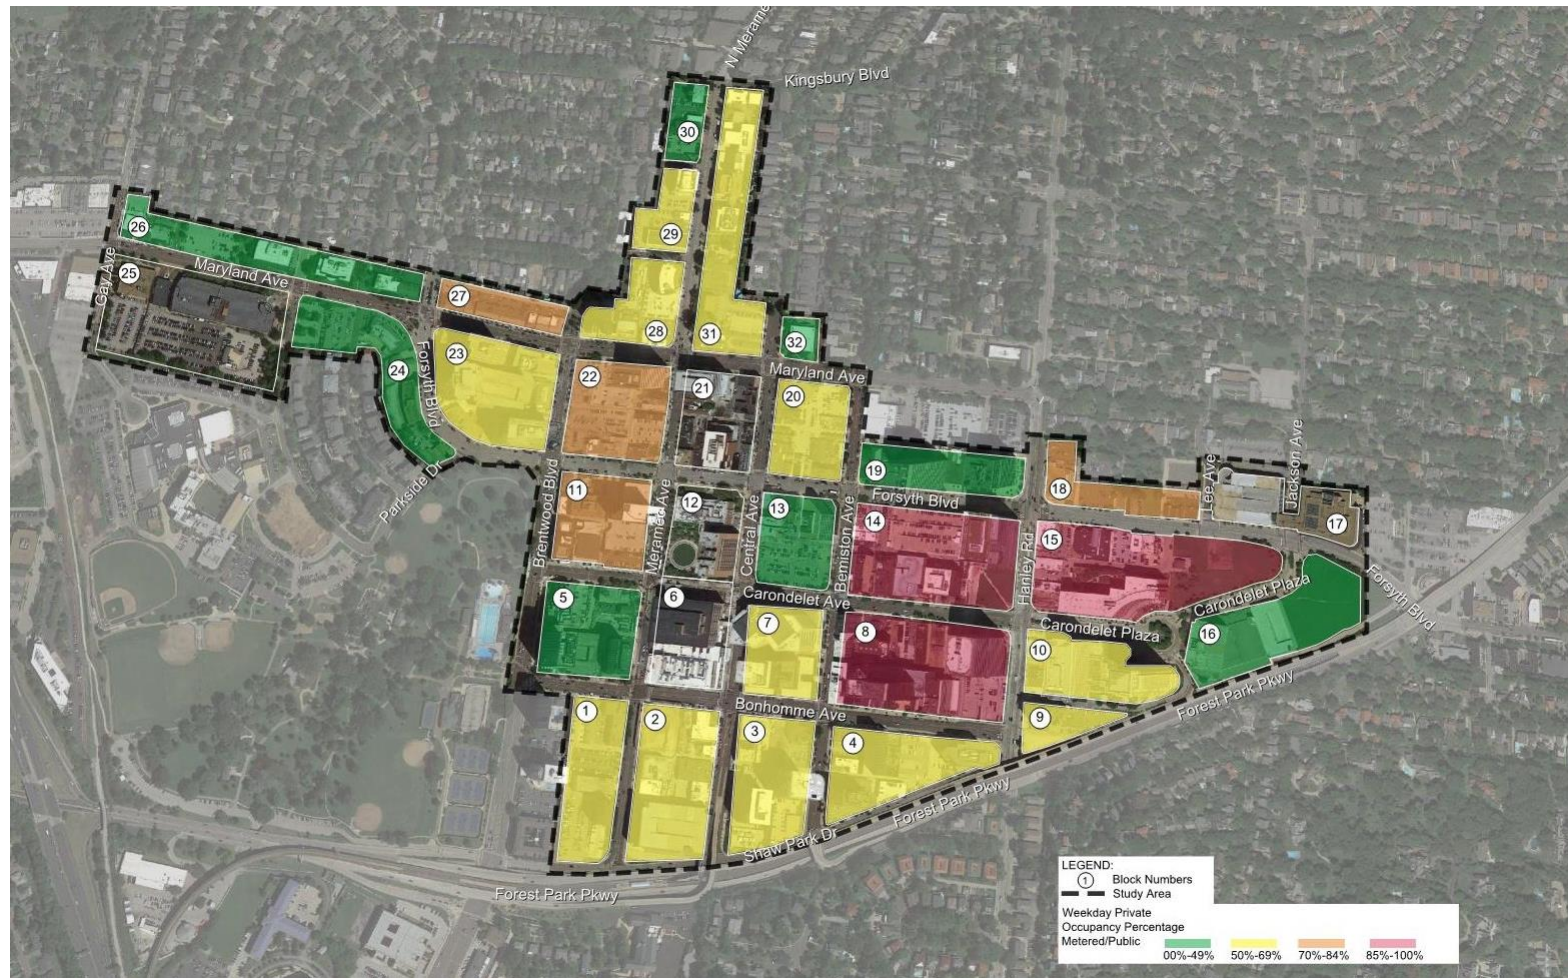 N Merame
Kingsbury Blvd
30
29
26
25
Maryland Ave
Gay Ave
27
28
31
32
Maryland Ave
24
Forsyth Blvd
23
22
21
20
Parkside Dr
Brentwood Blvd
11
Meramec Ave
12
Central Ave
13
Bemiston Ave
19
Forsyth Blvd
14
18
Lee Ave
Jackson Ave
17
Hanley Rd
15
Carondelet Plaza
Forsyth Blvd
5
6
Carondelet Ave
7
8
Carondelet Plaza
10
16
Forest Park Pkwy
Bonhomme Ave
1
2
3
4
9
Forest Park Pkwy
Shaw Park Dr
Forest Park Pkwy
LEGEND:
1 Block Numbers
Study Area
Weekday Private
Occupancy Percentage
Metered/Public
00%-49% 50%-69% 70%-84% 85%-100%